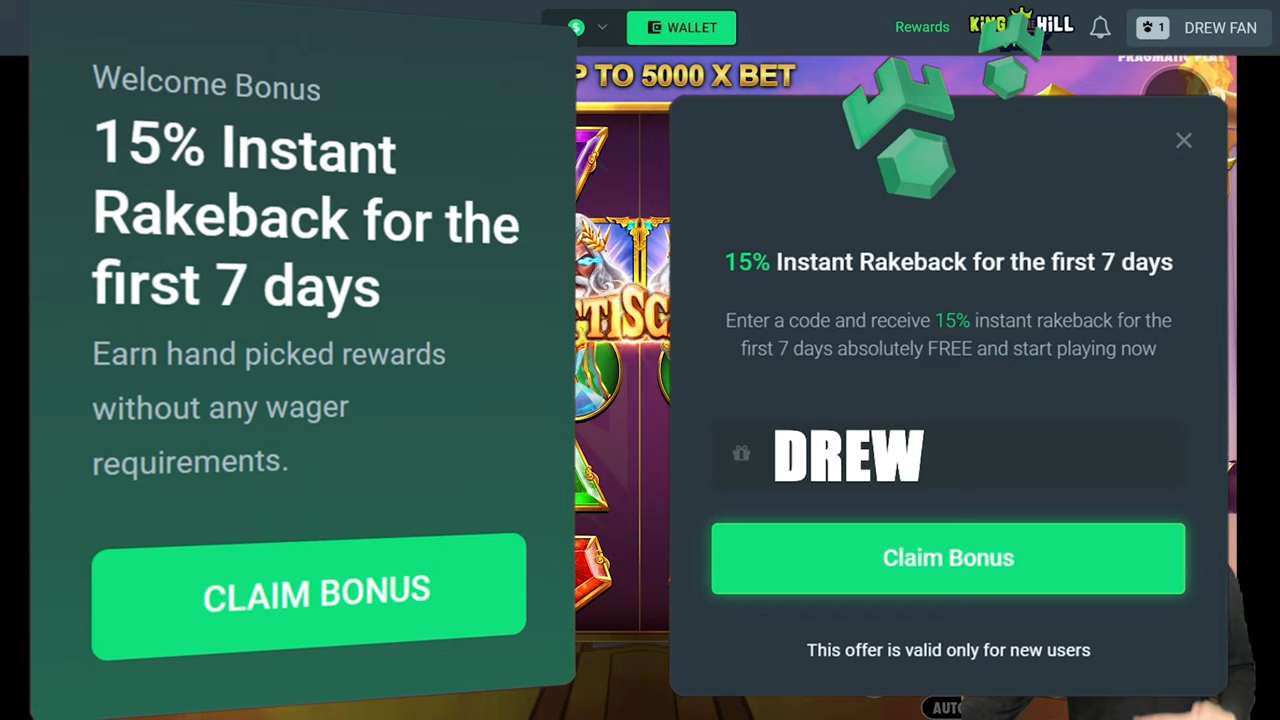 WALLET
Rewards
KING HILL
1
DREW FAN
TO 5000 X BET
PRAGMATIC PLAY
Welcome Bonus
15% Instant
Rakeback for the
first 7 days
Earn hand picked rewards
without any wager
requirements.
CLAIM BONUS
15% Instant Rakeback for the first 7 days
Enter a code and receive 15% instant rakeback for the
first 7 days absolutely FREE and start playing now
DREW
Claim Bonus
This offer is valid only for new users